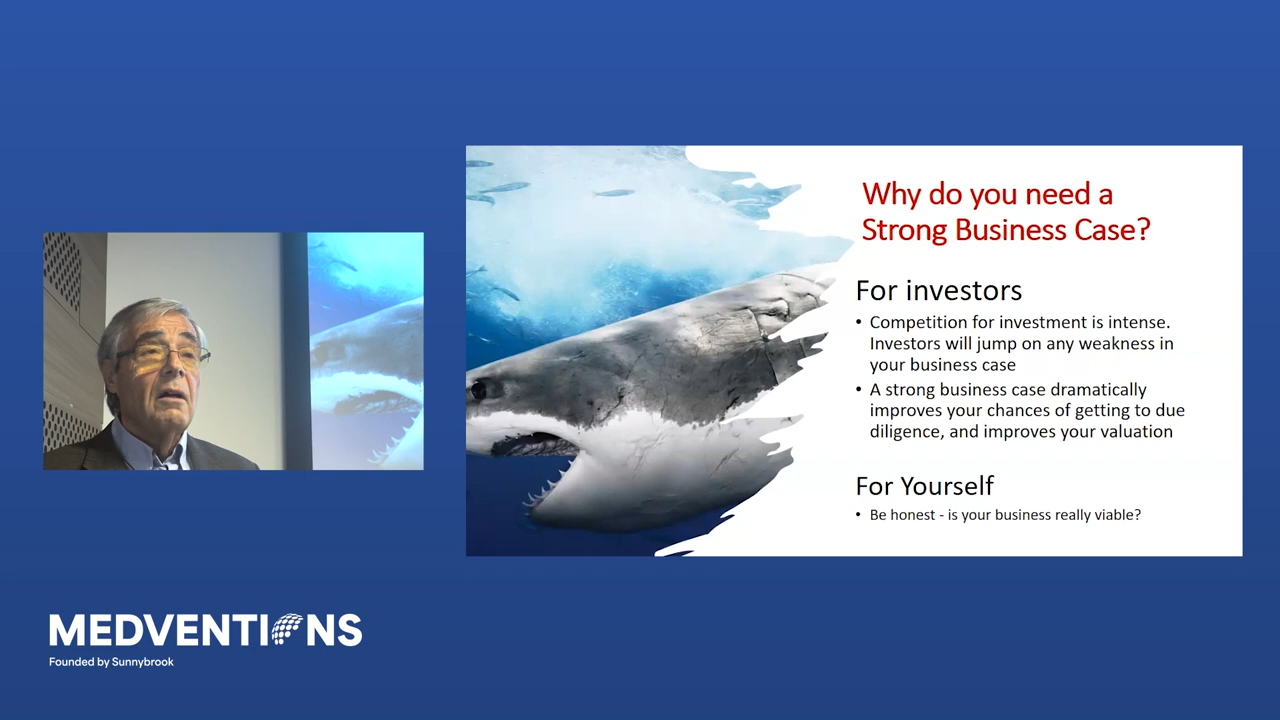 Why do you need a
Strong Business Case?
For investors
• Competition for investment is intense.
Investors will jump on any weakness in
your business case
• A strong business case dramatically
improves your chances of getting to due
diligence, and improves your valuation
For Yourself
• Be honest - is your business really viable?
MEDVENTIONS
Founded by Sunnybrook